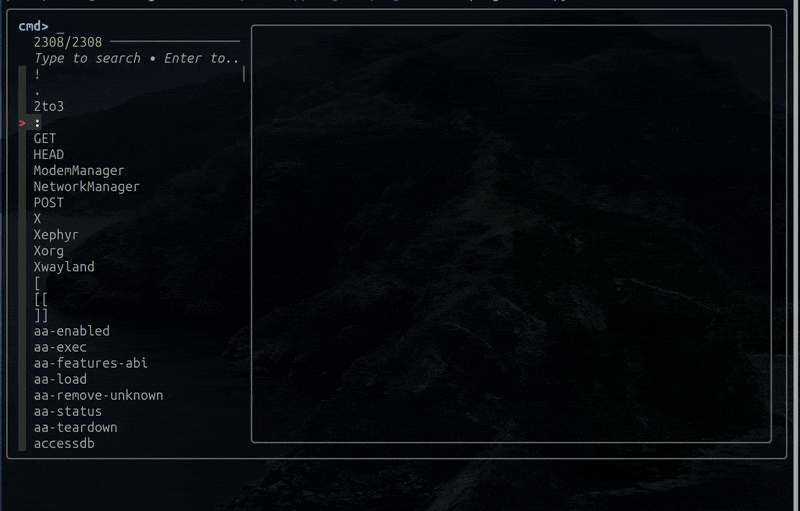 cmd> _
2308/2308
Type to search • Enter to..
!
.
2to3
> :
GET
HEAD
ModemManager
NetworkManager
POST
X
Xephyr
Xorg
Xwayland
[
[[
]]
aa-enabled
aa-exec
aa-features-abi
aa-load
aa-remove-unknown
aa-status
aa-teardown
accessdb